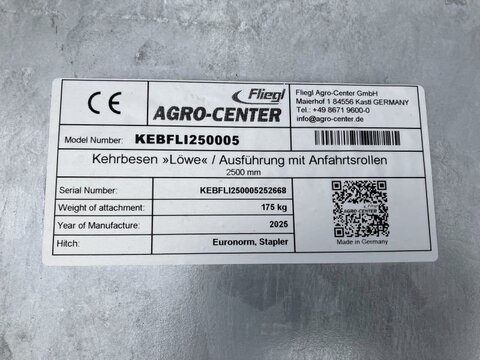 CE
Fliegl
AGRO-CENTER
Fliegl Agro-Center GmbH
Maierhof 1 84556 Kastl GERMANY
Tel.: +49 8671 9600-0
info@agro-center.de
Model Number: KEBFLI250005
Kehrbesen »Löwe« / Ausführung mit Anfahrtsrollen
2500 mm
Serial Number: KEBFLI250005252668
Weight of attachment: 175 kg
Year of Manufacture: 2025
Hitch: Euronorm, Stapler
AGRO-CENTER
Made in Germany